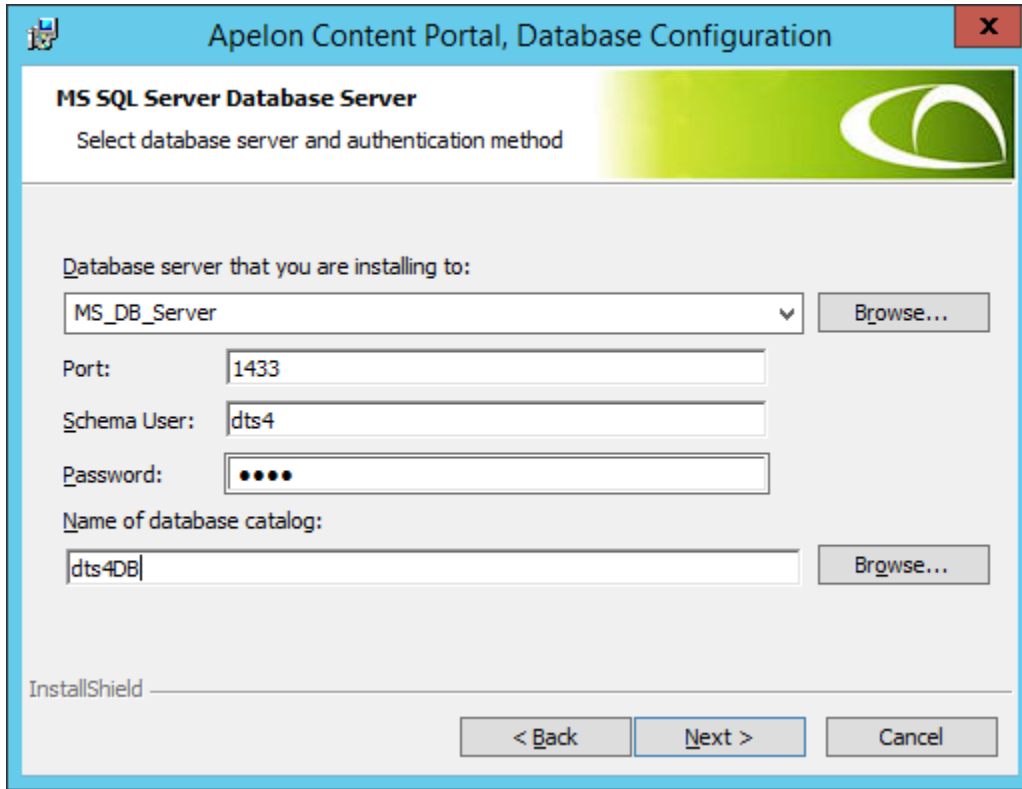 Apelon Content Portal, Database Configuration
x
MS SQL Server Database Server
Select database server and authentication method
Database server that you are installing to:
MS_DB_Server
Browse...
Port:
1433
Schema User:
dts4
Password:
••••
Name of database catalog:
dts4DB
Browse...
InstallShield
< Back
Next >
Cancel